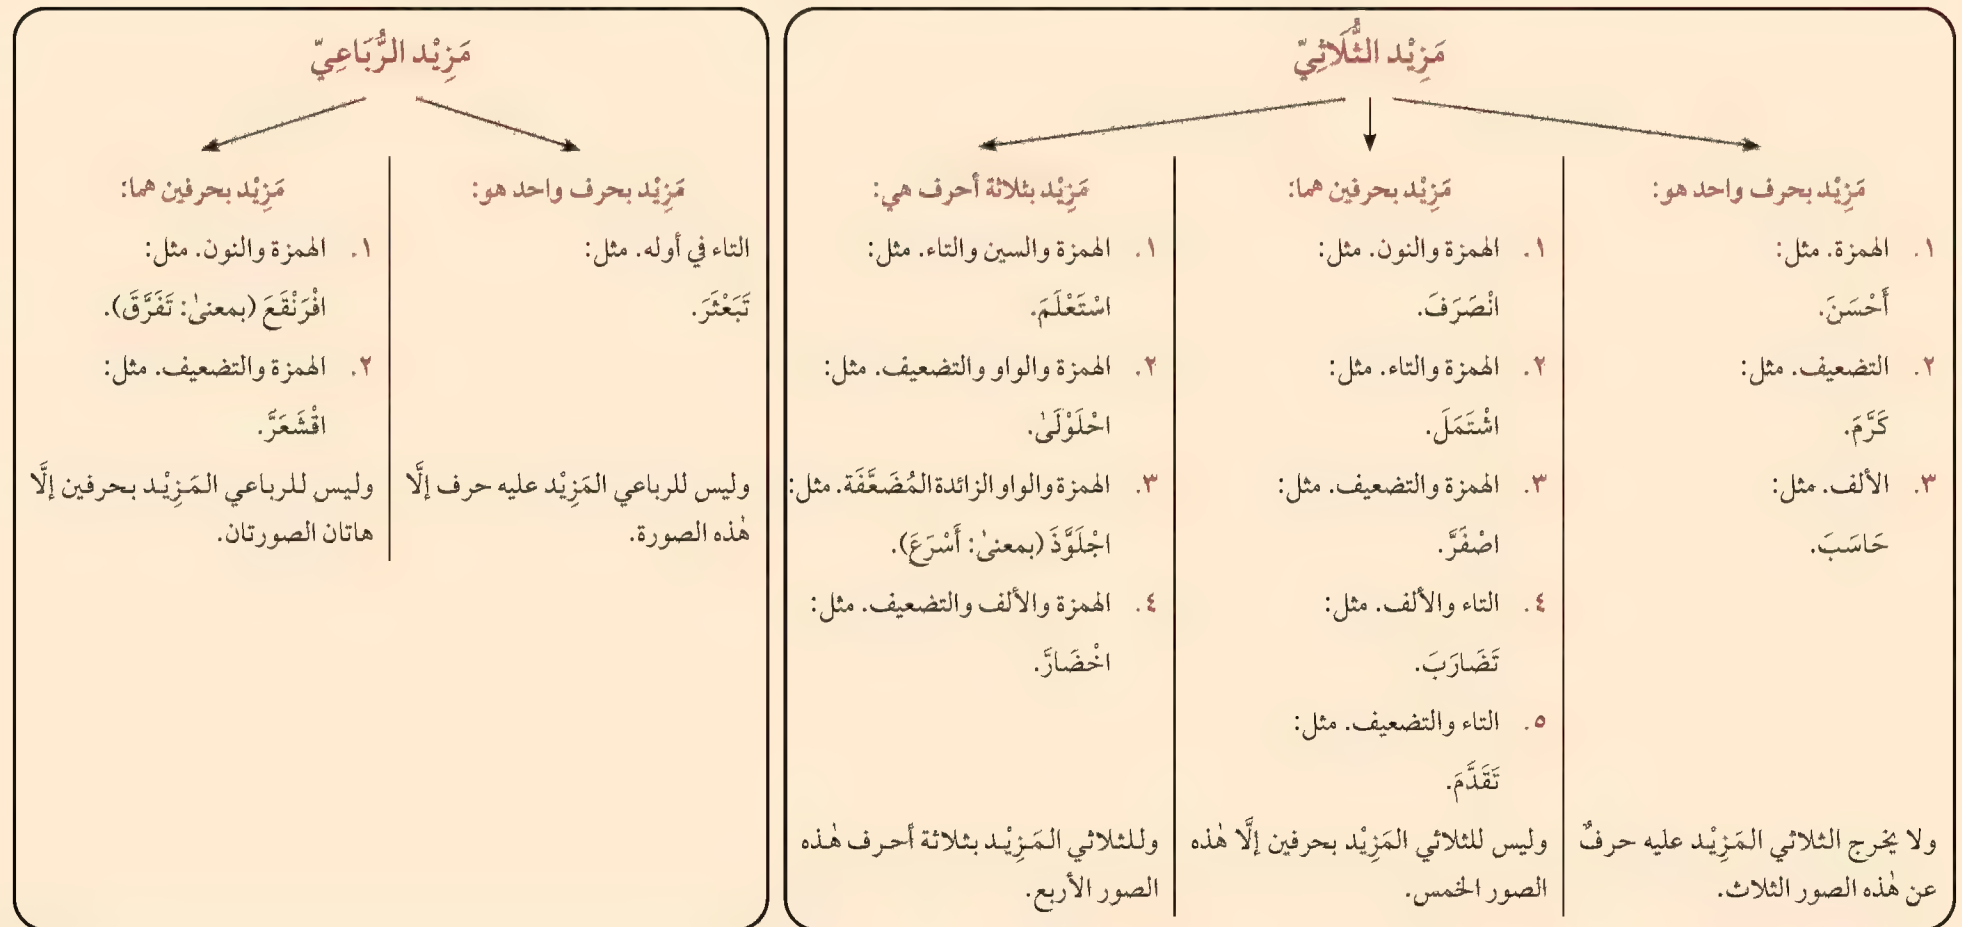 مَزِيْد الثُّلَاثِيّ
مَزِيْد بحرف واحد هو:
١. الهمزة. مثل:
أَحْسَنَ.
٢. التضعيف. مثل:
كَرَّمَ.
٣. الألف. مثل:
حَاسَبَ.
ولا يخرج الثلاثي المَزِيْد عليه حرفٌ
عن هٰذه الصور الثلاث.
مَزِيْد بحرفين هما:
١. الهمزة والنون. مثل:
انْصَرَفَ.
٢. الهمزة والتاء. مثل:
اشْتَمَلَ.
٣. الهمزة والتضعيف. مثل:
اصْفَرَّ.
٤. التاء والألف. مثل:
تَضَارَبَ.
٥. التاء والتضعيف. مثل:
تَقَدَّمَ.
وليس للثلاثي المَزِيْد بحرفين إلَّا هٰذه
الصور الخمس.
مَزِيْد بثلاثة أحرف هي:
١. الهمزة والسين والتاء. مثل:
اسْتَعْلَمَ.
٢. الهمزة والواو والتضعيف. مثل:
احْلَوْلَىٰ.
٣. الهمزة والواو الزائدة المُضَعَّفَة. مثل:
اجْلَوَّذَ (بمعنىٰ: أَسْرَعَ).
٤. الهمزة والألف والتضعيف. مثل:
اخْضَارَّ.
وللثلاثي المَزِيْد بثلاثة أحرف هٰذه
الصور الأربع.
مَزِيْد الرُّبَاعِيّ
مَزِيْد بحرف واحد هو:
التاء في أوله. مثل:
تَبَعْثَرَ.
وليس للرباعي المَزِيْد عليه حرف إلَّا
هٰذه الصورة.
مَزِيْد بحرفين هما:
١. الهمزة والنون. مثل:
افْرَنْقَعَ (بمعنىٰ: تَفَرَّقَ).
٢. الهمزة والتضعيف. مثل:
اقْشَعَرَّ.
وليس للرباعي المَزِيْد بحرفين إلَّا
هاتان الصورتان.